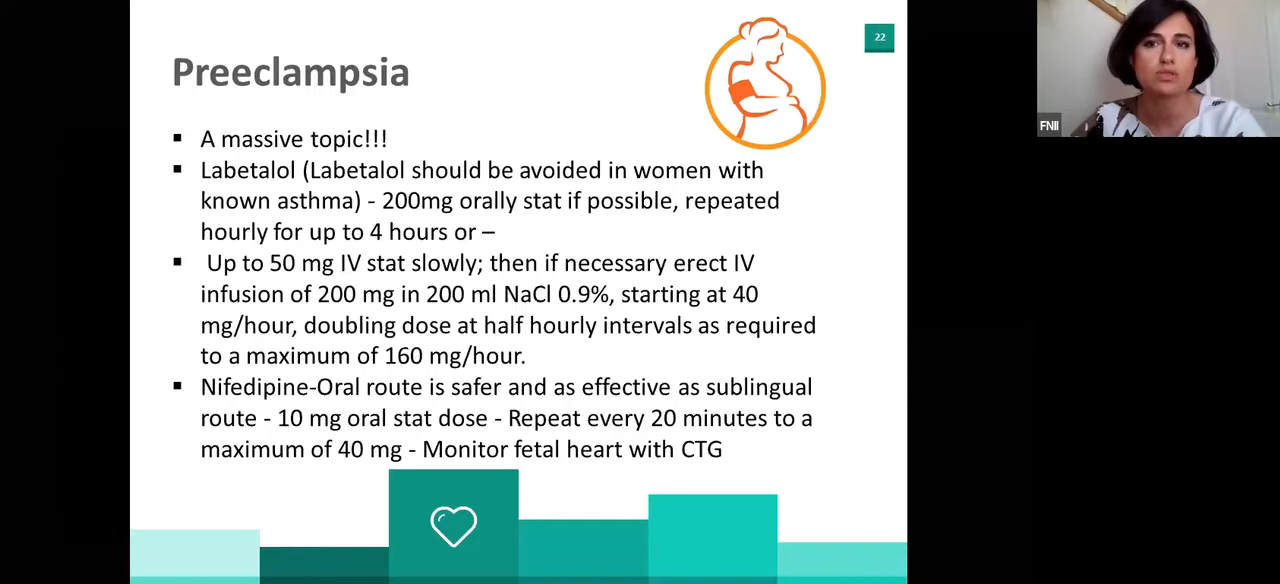 22
Preeclampsia
▪ A massive topic!!!
▪ Labetalol (Labetalol should be avoided in women with
known asthma) - 200mg orally stat if possible, repeated
hourly for up to 4 hours or –
▪ Up to 50 mg IV stat slowly; then if necessary erect IV
infusion of 200 mg in 200 ml NaCl 0.9%, starting at 40
mg/hour, doubling dose at half hourly intervals as required
to a maximum of 160 mg/hour.
▪ Nifedipine-Oral route is safer and as effective as sublingual
route - 10 mg oral stat dose - Repeat every 20 minutes to a
maximum of 40 mg - Monitor fetal heart with CTG
FNII